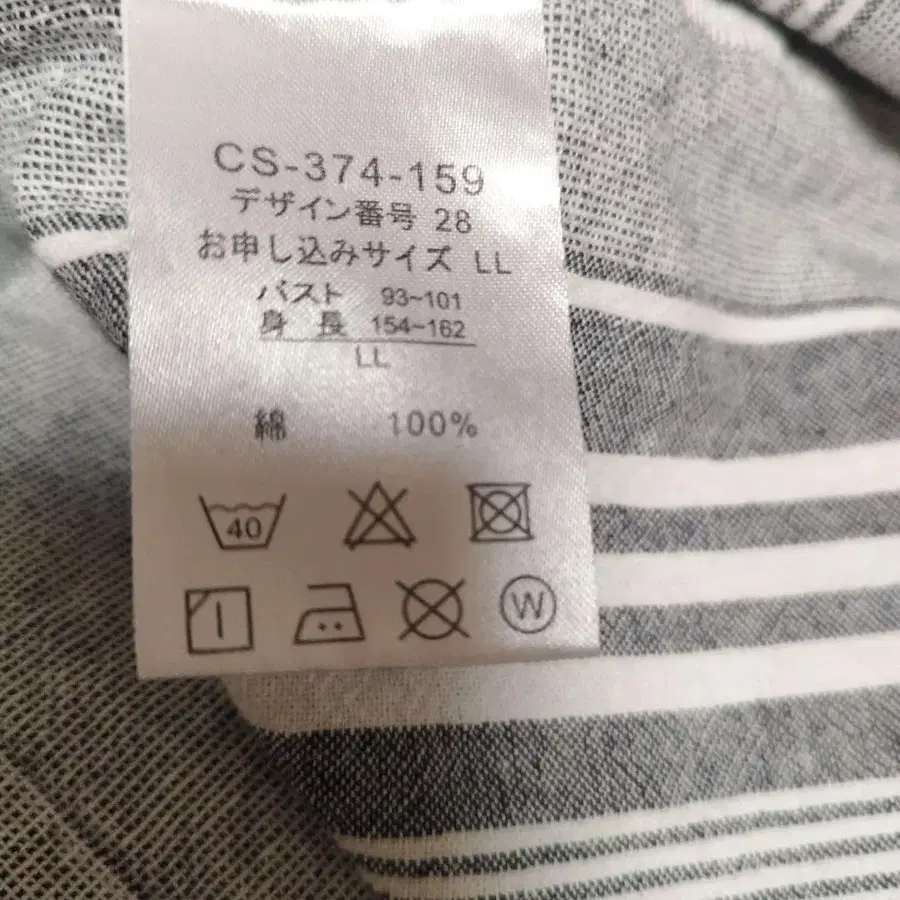 CS-374-159
デザイン番号 28
お申し込みサイズ LL
バスト 93~101
身 長 154~162
LL
綿 100%
40
W